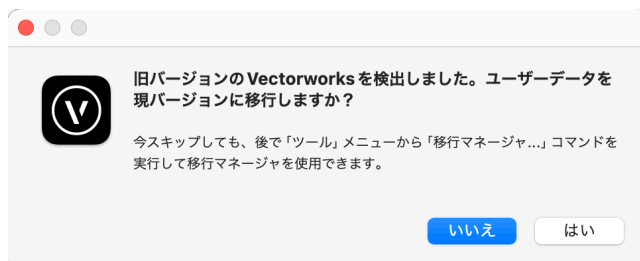 旧バージョンのVectorworksを検出しました。ユーザーデータを
現バージョンに移行しますか？
今スキップしても、後で「ツール」メニューから「移行マネージャ...」コマンドを
実行して移行マネージャを使用できます。
いいえ
はい